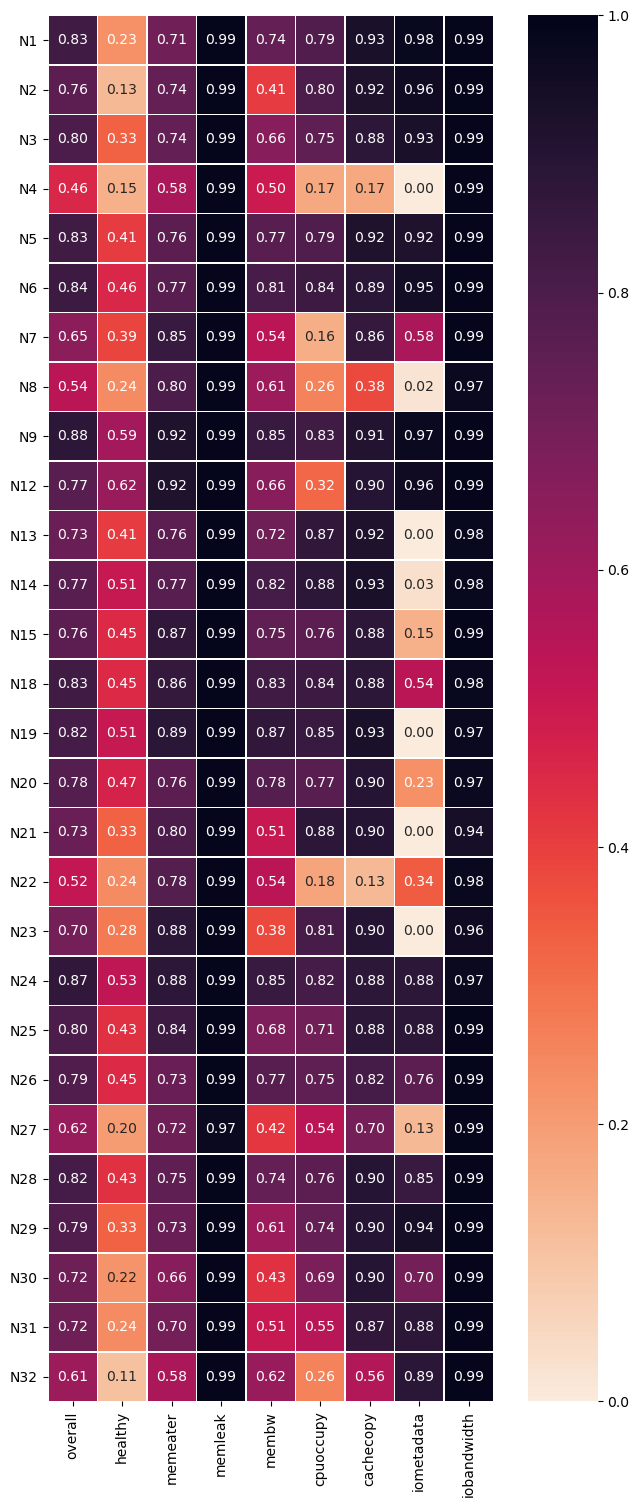 N1 0.83 0.23 0.71 0.99 0.74 0.79 0.93 0.98 0.99
N2 0.76 0.13 0.74 0.99 0.41 0.80 0.92 0.96 0.99
N3 0.80 0.33 0.74 0.99 0.66 0.75 0.88 0.93 0.99
N4 0.46 0.15 0.58 0.99 0.50 0.17 0.17 0.00 0.99
N5 0.83 0.41 0.76 0.99 0.77 0.79 0.92 0.92 0.99
N6 0.84 0.46 0.77 0.99 0.81 0.84 0.89 0.95 0.99
N7 0.65 0.39 0.85 0.99 0.54 0.16 0.86 0.58 0.99
N8 0.54 0.24 0.80 0.99 0.61 0.26 0.38 0.02 0.97
N9 0.88 0.59 0.92 0.99 0.85 0.83 0.91 0.97 0.99
N12 0.77 0.62 0.92 0.99 0.66 0.32 0.90 0.96 0.99
N13 0.73 0.41 0.76 0.99 0.72 0.87 0.92 0.00 0.98
N14 0.77 0.51 0.77 0.99 0.82 0.88 0.93 0.03 0.98
N15 0.76 0.45 0.87 0.99 0.75 0.76 0.88 0.15 0.99
N18 0.83 0.45 0.86 0.99 0.83 0.84 0.88 0.54 0.98
N19 0.82 0.51 0.89 0.99 0.87 0.85 0.93 0.00 0.97
N20 0.78 0.47 0.76 0.99 0.78 0.77 0.90 0.23 0.97
N21 0.73 0.33 0.80 0.99 0.51 0.88 0.90 0.00 0.94
N22 0.52 0.24 0.78 0.99 0.54 0.18 0.13 0.34 0.98
N23 0.70 0.28 0.88 0.99 0.38 0.81 0.90 0.00 0.96
N24 0.87 0.53 0.88 0.99 0.85 0.82 0.88 0.88 0.97
N25 0.80 0.43 0.84 0.99 0.68 0.71 0.88 0.88 0.99
N26 0.79 0.45 0.73 0.99 0.77 0.75 0.82 0.76 0.99
N27 0.62 0.20 0.72 0.97 0.42 0.54 0.70 0.13 0.99
N28 0.82 0.43 0.75 0.99 0.74 0.76 0.90 0.85 0.99
N29 0.79 0.33 0.73 0.99 0.61 0.74 0.90 0.94 0.99
N30 0.72 0.22 0.66 0.99 0.43 0.69 0.90 0.70 0.99
N31 0.72 0.24 0.70 0.99 0.51 0.55 0.87 0.88 0.99
N32 0.61 0.11 0.58 0.99 0.62 0.26 0.56 0.89 0.99
overall
healthy
memeater
memleak
membw
cpuoccupy
cachecopy
iometadata
iobandwidth
1.0
0.8
0.6
0.4
0.2
0.0